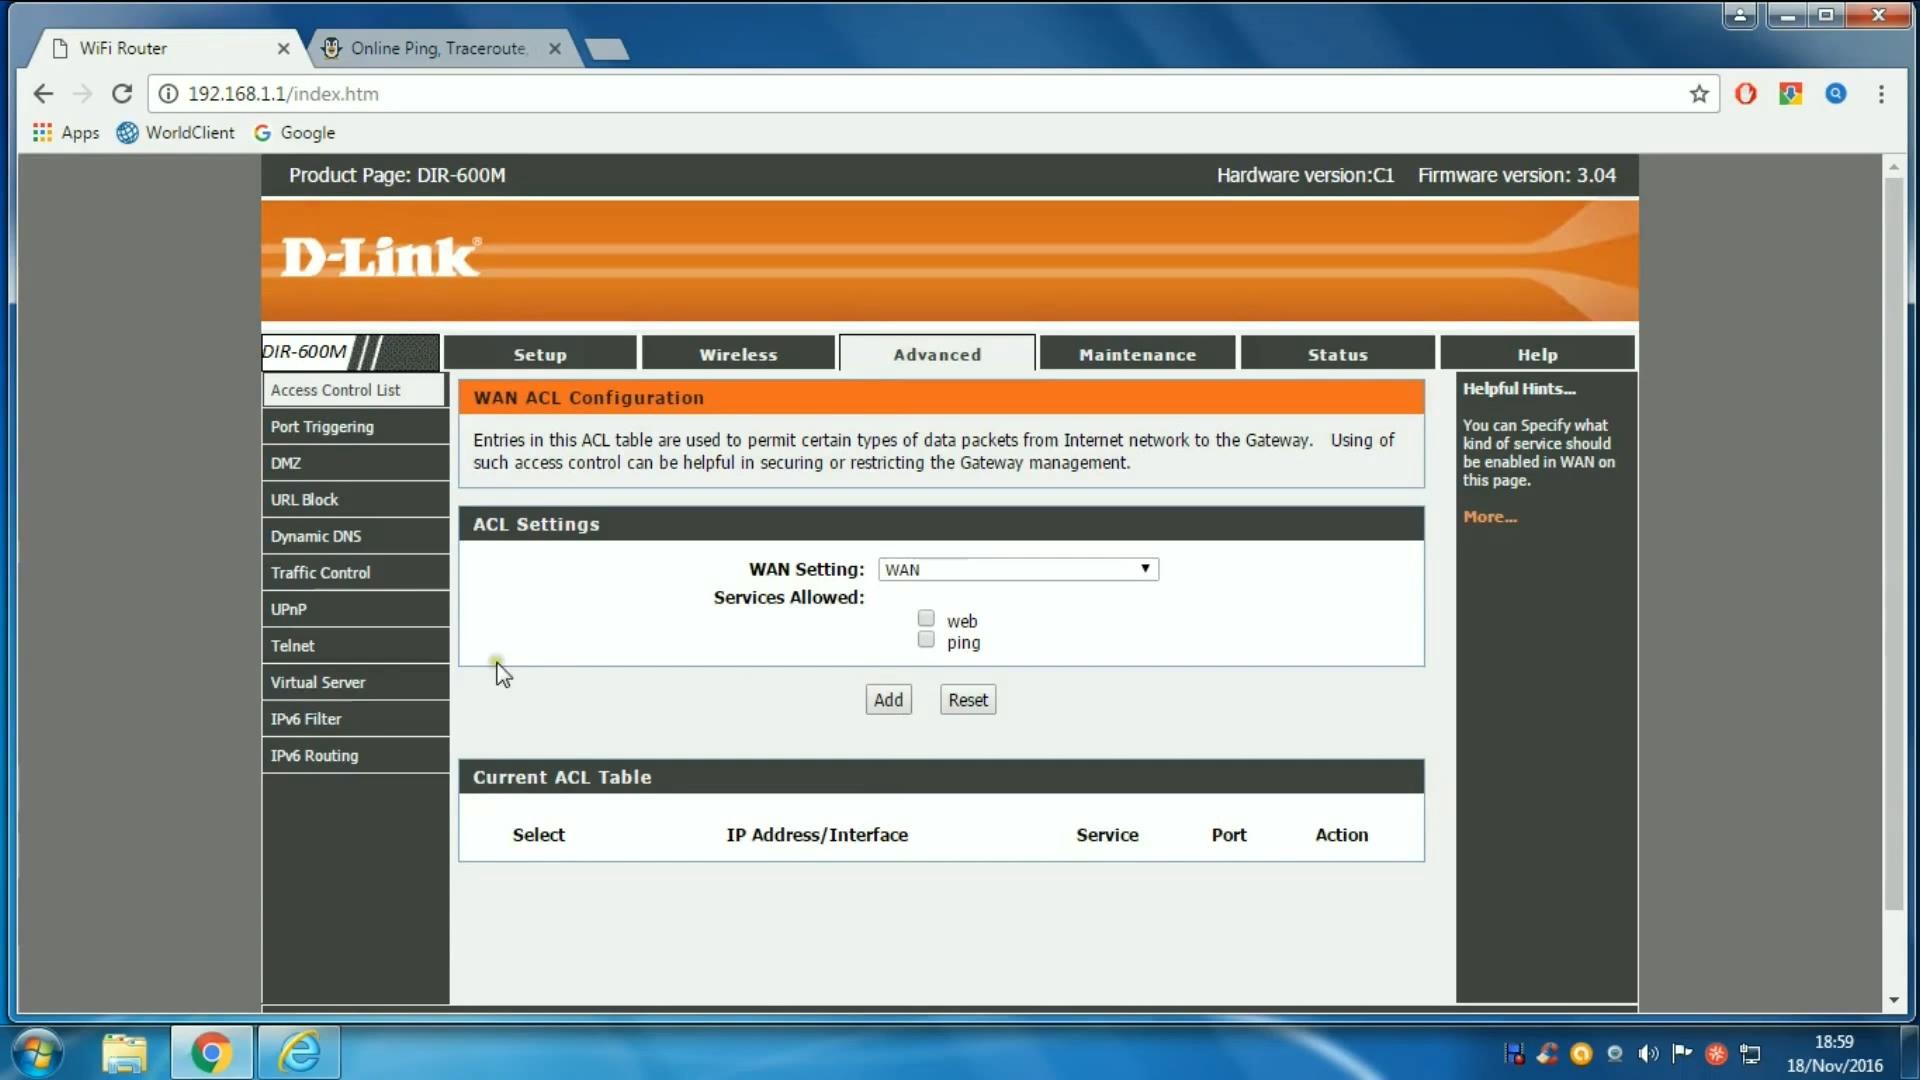 WiFi Router
Online Ping, Traceroute,
192.168.1.1/index.htm
Apps
WorldClient
Google
Product Page: DIR-600M
Hardware version:C1
Firmware version: 3.04
D-Link®
DIR-600M
Setup
Wireless
Advanced
Maintenance
Status
Help
Access Control List
Port Triggering
DMZ
URL Block
Dynamic DNS
Traffic Control
UPnP
Telnet
Virtual Server
IPv6 Filter
IPv6 Routing
WAN ACL Configuration
Entries in this ACL table are used to permit certain types of data packets from Internet network to the Gateway. Using of
such access control can be helpful in securing or restricting the Gateway management.
ACL Settings
WAN Setting:
WAN
Services Allowed:
web
ping
Add
Reset
Current ACL Table
Select
IP Address/Interface
Service
Port
Action
Helpful Hints...
You can Specify what
kind of service should
be enabled in WAN on
this page.
More...
18:59
18/Nov/2016